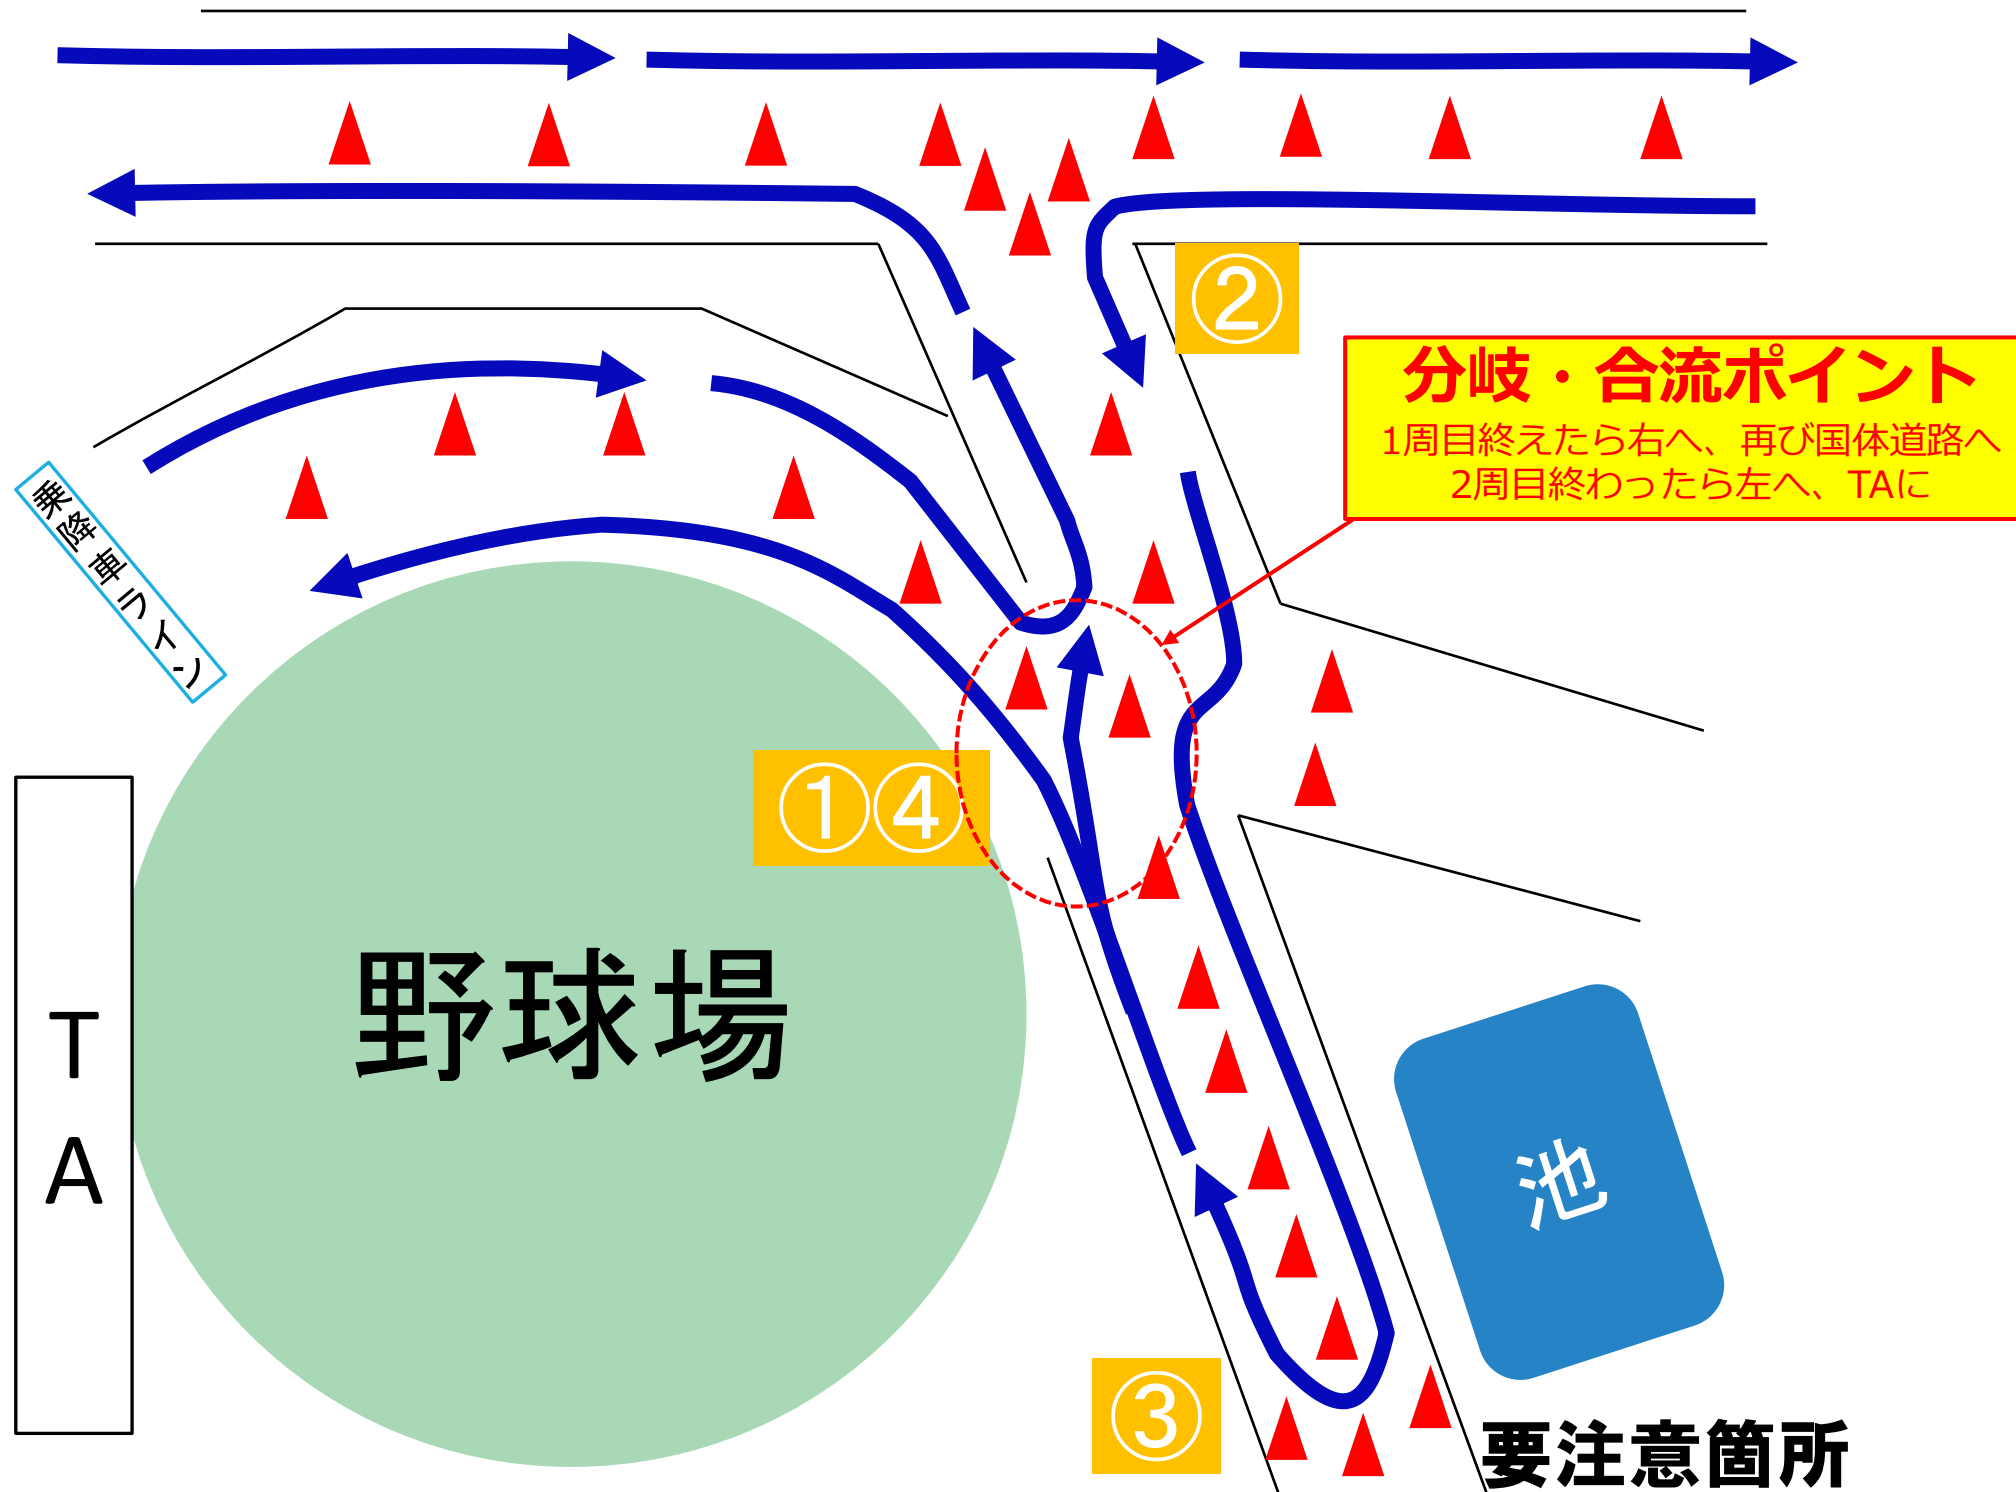 ②
分岐・合流ポイント
1周目終えたら右へ、再び国体道路へ
2周目終わったら左へ、TAに
乗降車ライン
①④
野球場
TA
池
③
要注意箇所